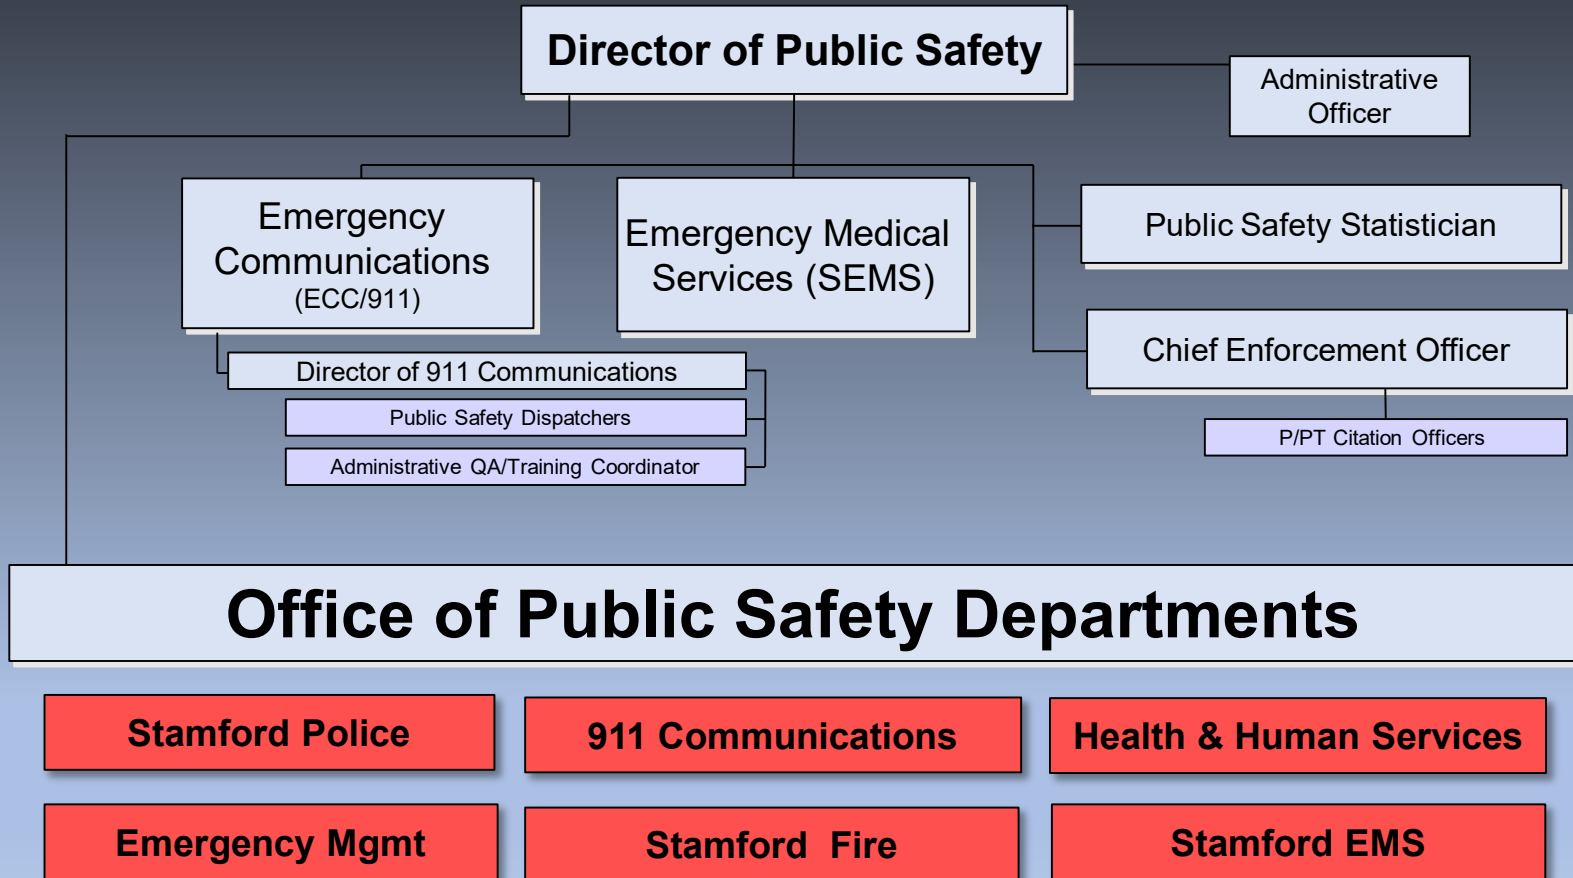 Director of Public Safety
Administrative
Officer
Emergency
Communications
(ECC/911)
Emergency Medical
Services (SEMS)
Public Safety Statistician
Chief Enforcement Officer
Director of 911 Communications
Public Safety Dispatchers
Administrative QA/Training Coordinator
P/PT Citation Officers
Office of Public Safety Departments
Stamford Police
911 Communications
Health & Human Services
Emergency Mgmt
Stamford Fire
Stamford EMS